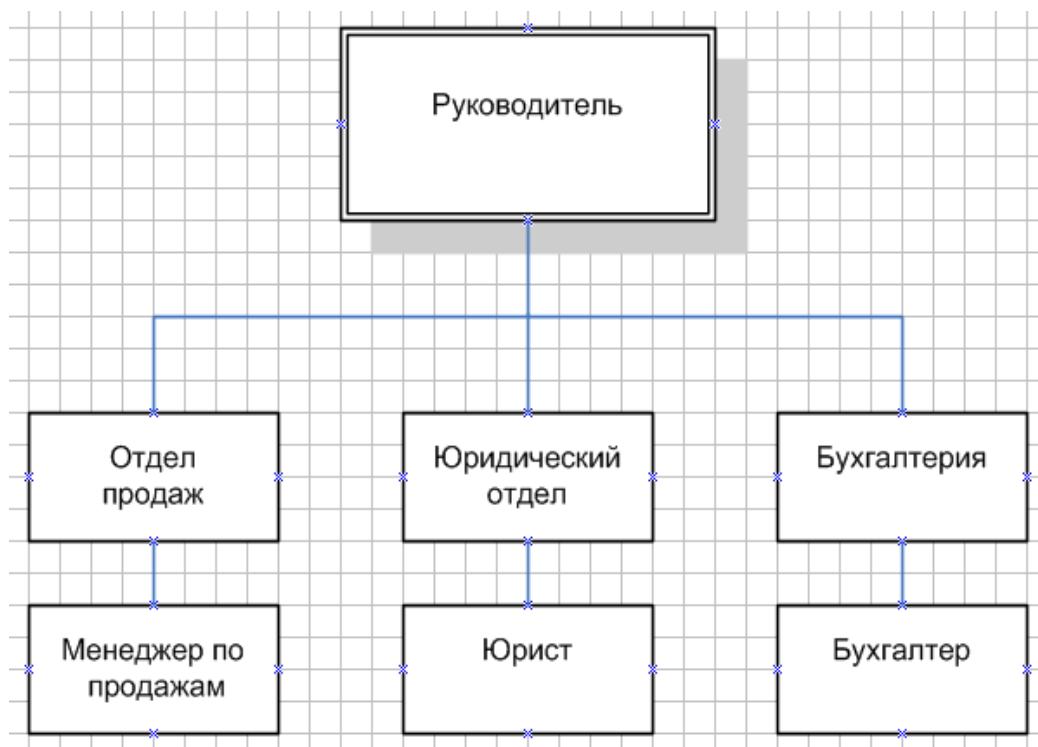 Руководитель
Отдел
продаж
Юридический
отдел
Бухгалтерия
Менеджер по
продажам
Юрист
Бухгалтер